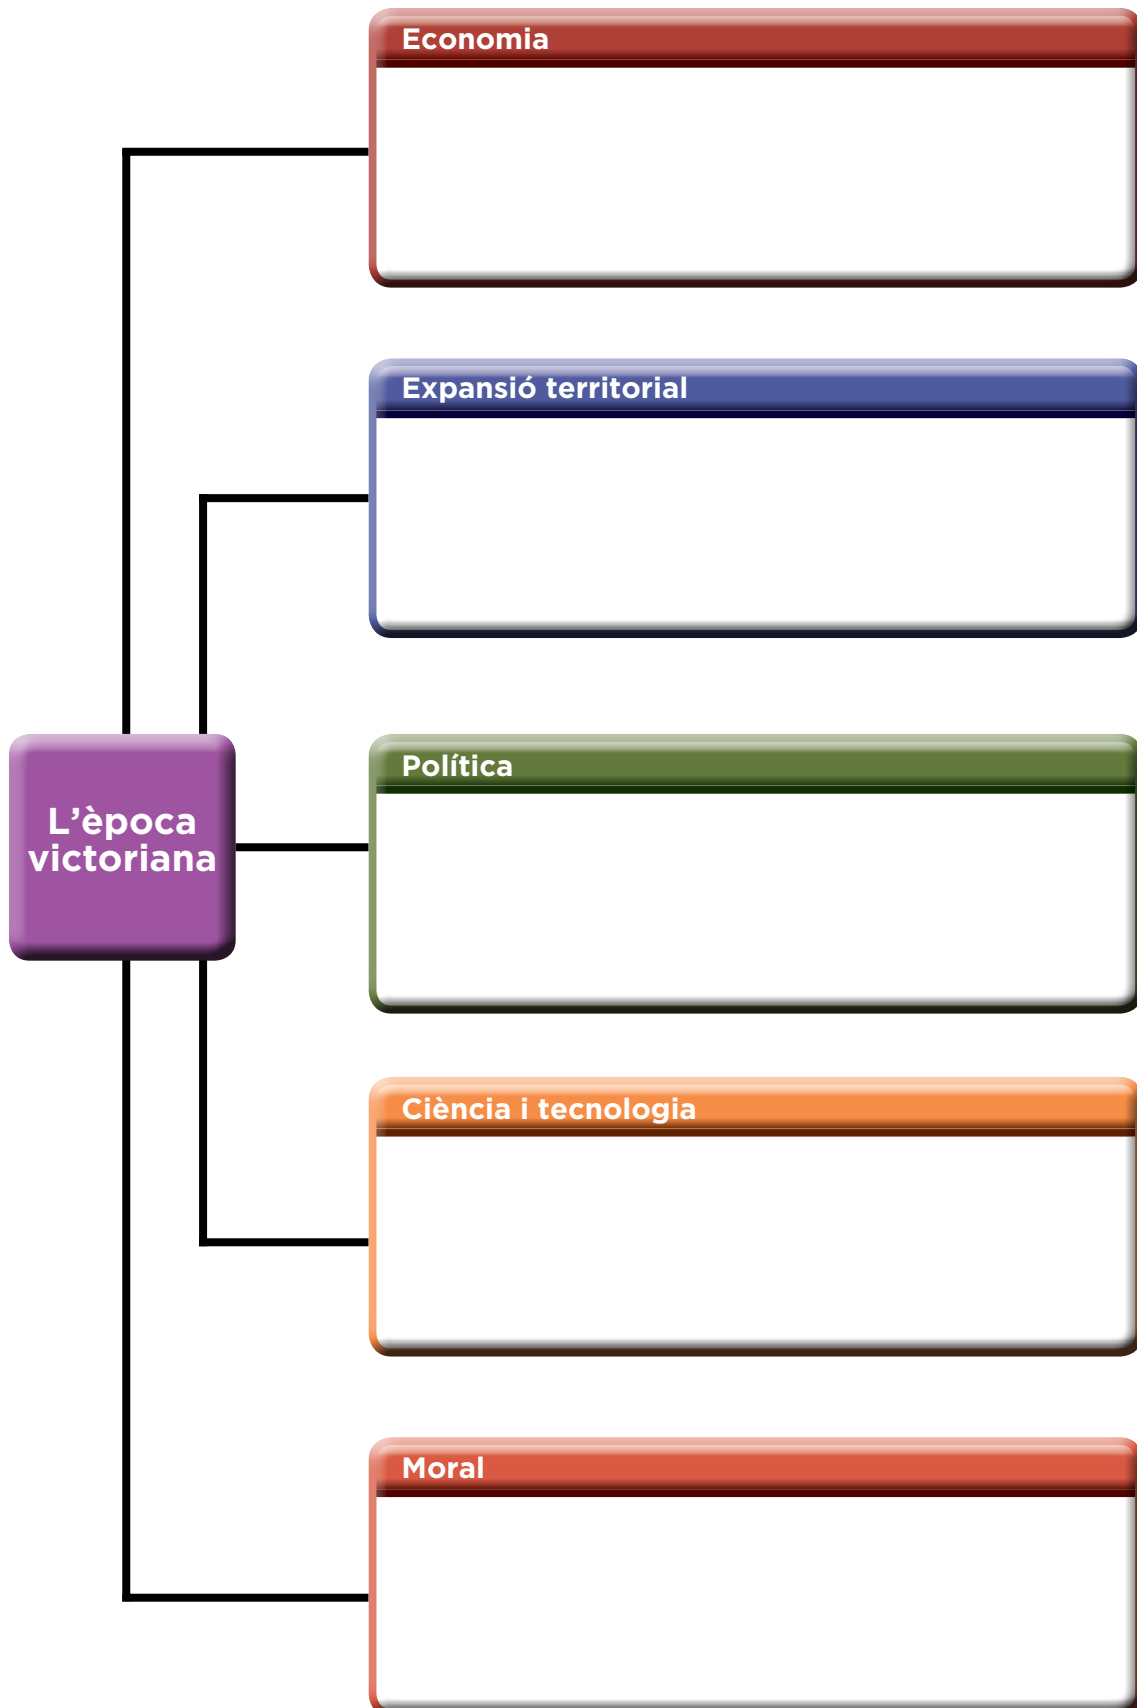 Economia
Expansió territorial
Política
L’època
victoriana
Ciència i tecnologia
Moral